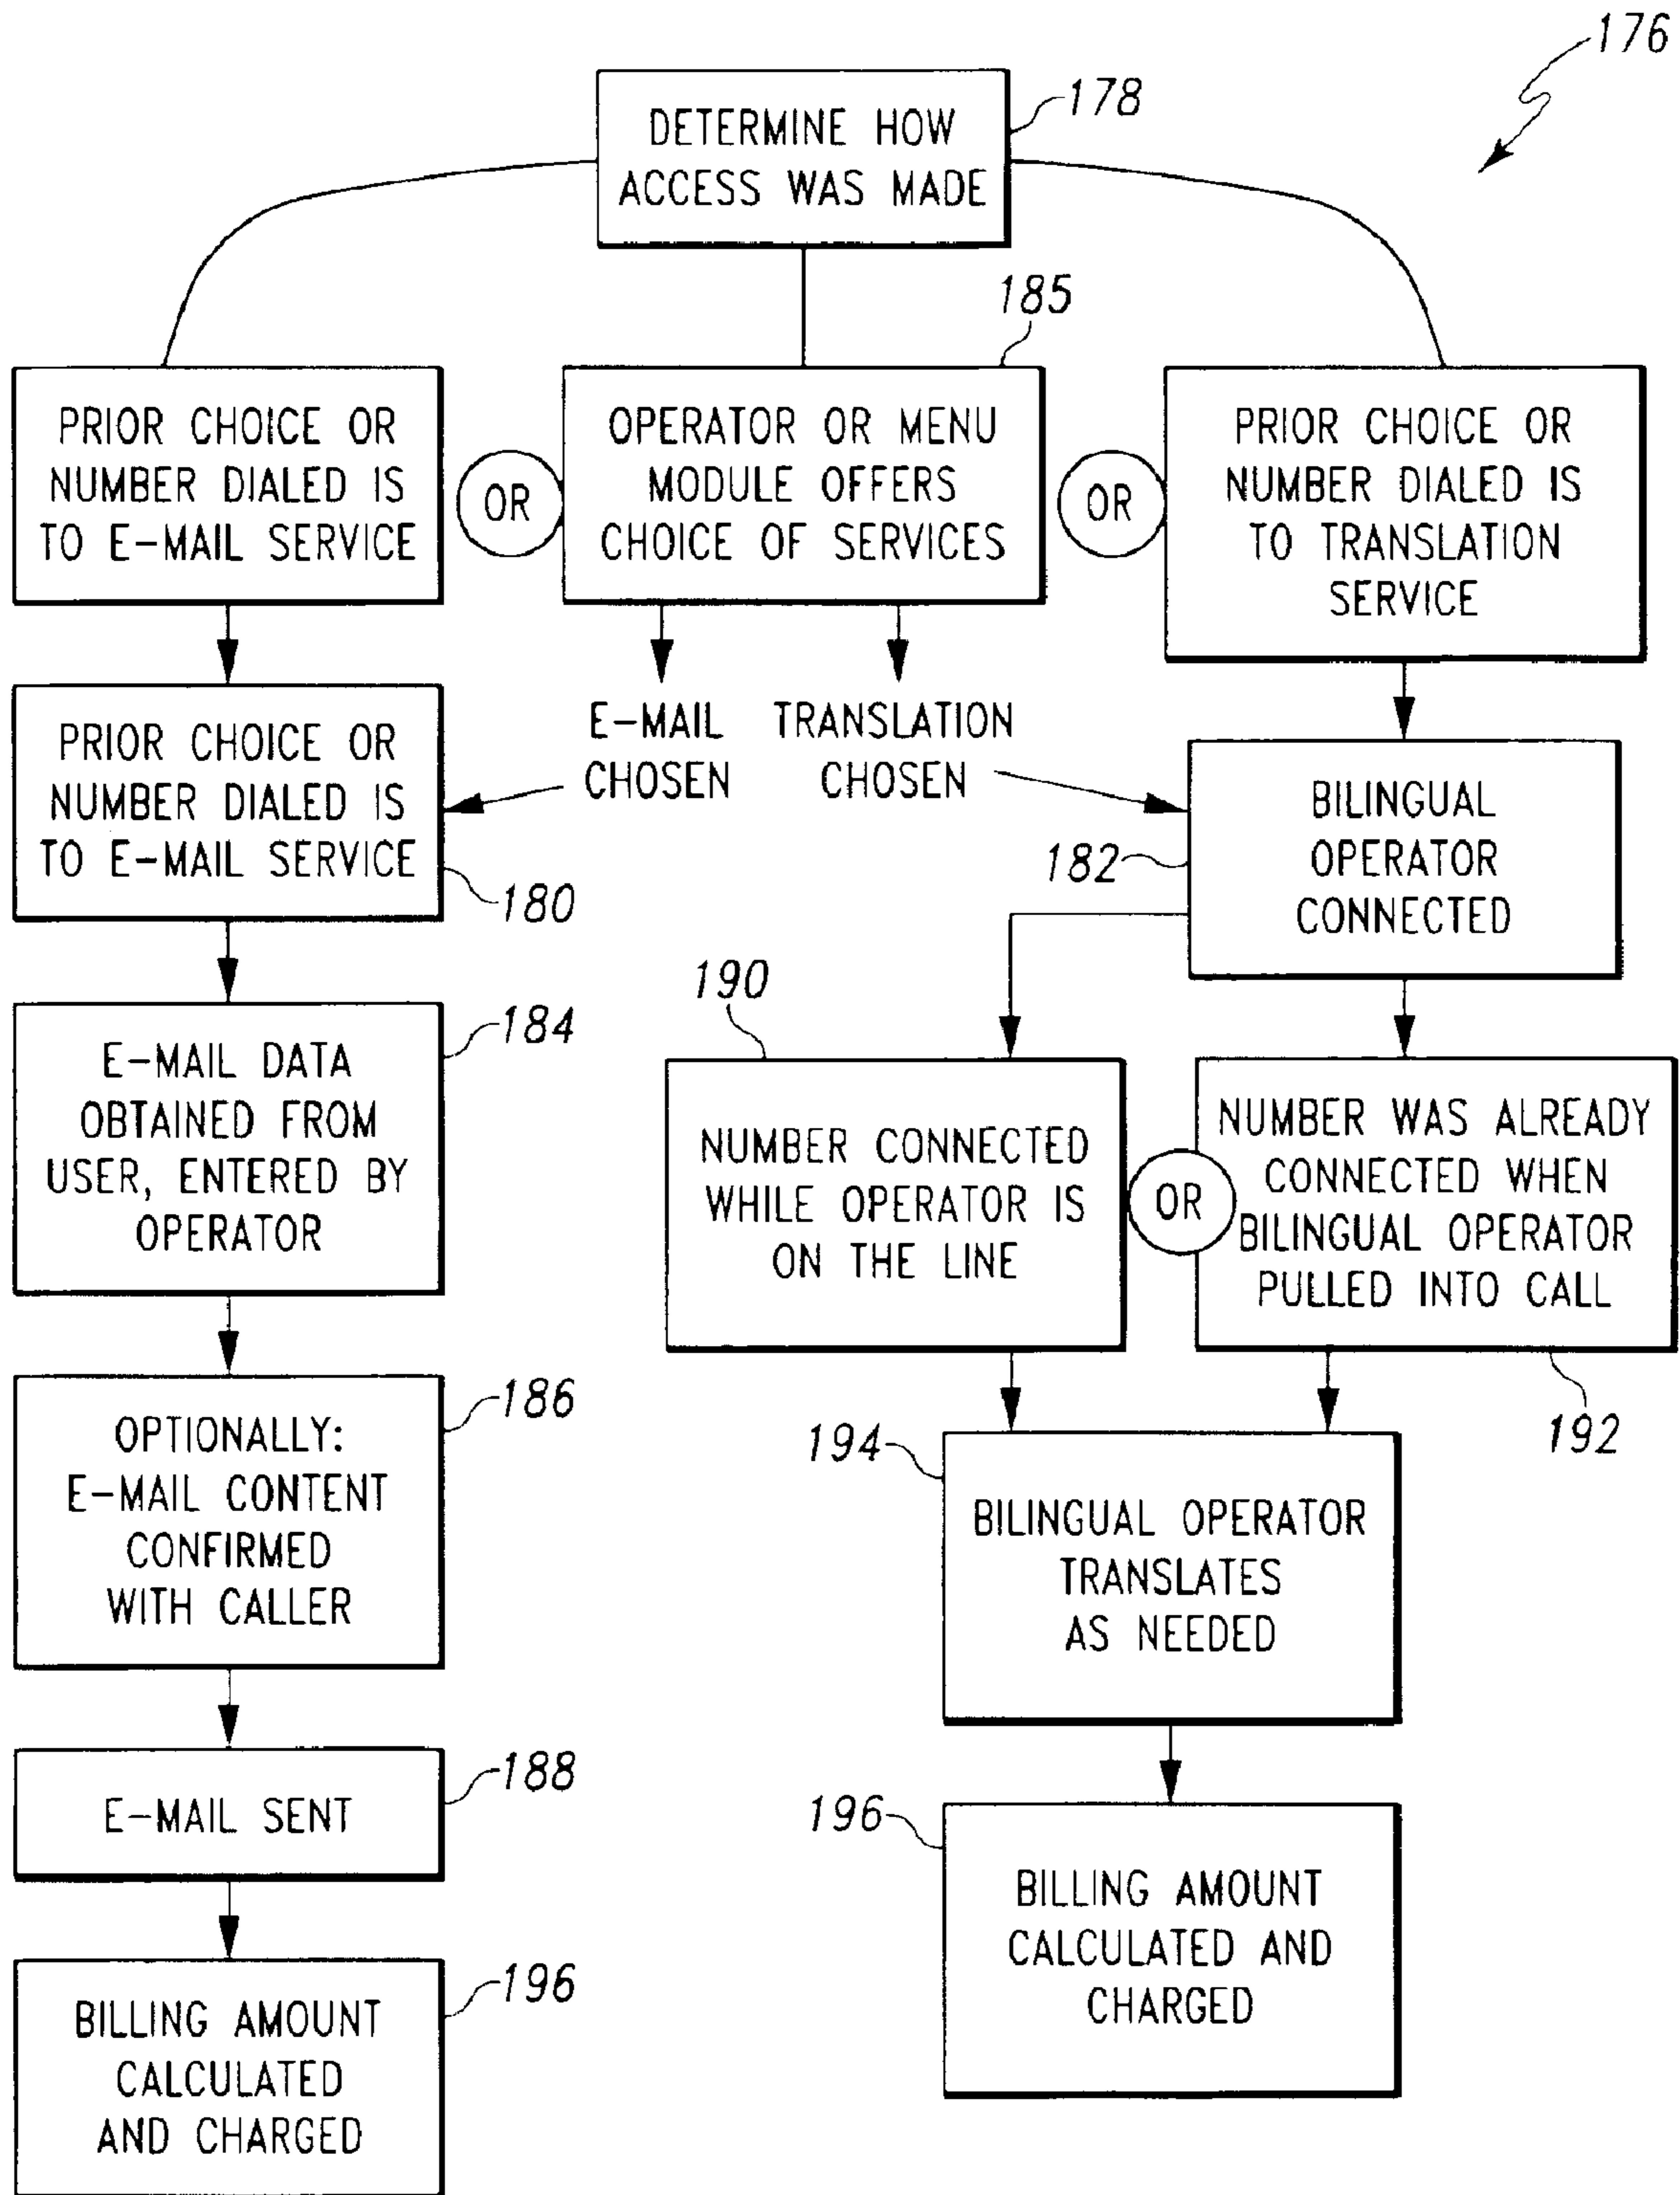 176
DETERMINE HOW
ACCESS WAS MADE
178
PRIOR CHOICE OR
NUMBER DIALED IS
TO E-MAIL SERVICE
OR
185
OPERATOR OR MENU
MODULE OFFERS
CHOICE OF SERVICES
OR
PRIOR CHOICE OR
NUMBER DIALED IS
TO TRANSLATION
SERVICE
E-MAIL
CHOSEN
TRANSLATION
CHOSEN
PRIOR CHOICE OR
NUMBER DIALED IS
TO E-MAIL SERVICE
180
182
BILINGUAL
OPERATOR
CONNECTED
184
E-MAIL DATA
OBTAINED FROM
USER, ENTERED BY
OPERATOR
190
NUMBER CONNECTED
WHILE OPERATOR IS
ON THE LINE
OR
NUMBER WAS ALREADY
CONNECTED WHEN
BILINGUAL OPERATOR
PULLED INTO CALL
192
186
OPTIONALLY:
E-MAIL CONTENT
CONFIRMED
WITH CALLER
194
BILINGUAL OPERATOR
TRANSLATES
AS NEEDED
188
E-MAIL SENT
196
BILLING AMOUNT
CALCULATED AND
CHARGED
196
BILLING AMOUNT
CALCULATED
AND CHARGED